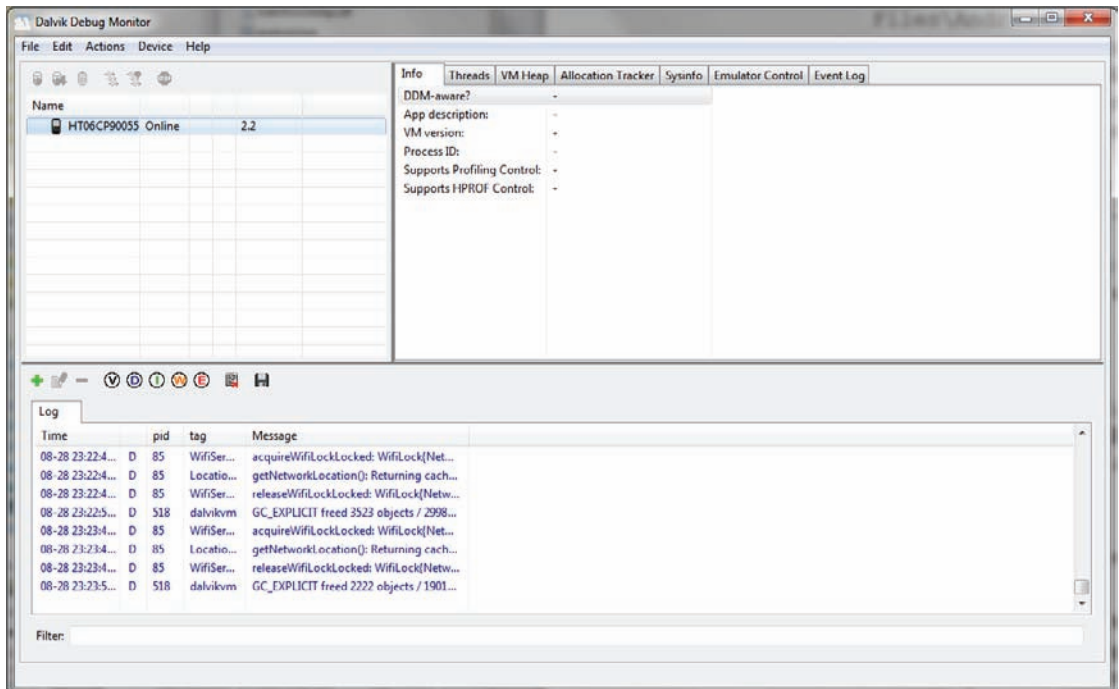 Dalvik Debug Monitor
File Edit Actions Device Help
Name
HT06CP90055 Online 2.2
Info Threads VM Heap Allocation Tracker Sysinfo Emulator Control Event Log
DDM-aware? -
App description: -
VM version: -
Process ID: -
Supports Profiling Control: -
Supports HPROF Control: -
V D I W E
Log
Time pid tag Message
08-28 23:22:4... D 85 WifiSer... acquireWifiLockLocked: WifiLock{Net...
08-28 23:22:4... D 85 Locatio... getNetworkLocation(): Returning cach...
08-28 23:22:4... D 85 WifiSer... releaseWifiLockLocked: WifiLock{Netw...
08-28 23:22:5... D 518 dalvikvm GC_EXPLICIT freed 3523 objects / 2998...
08-28 23:23:4... D 85 WifiSer... acquireWifiLockLocked: WifiLock{Net...
08-28 23:23:4... D 85 Locatio... getNetworkLocation(): Returning cach...
08-28 23:23:4... D 85 WifiSer... releaseWifiLockLocked: WifiLock{Netw...
08-28 23:23:5... D 518 dalvikvm GC_EXPLICIT freed 2222 objects / 1901...
Filter: